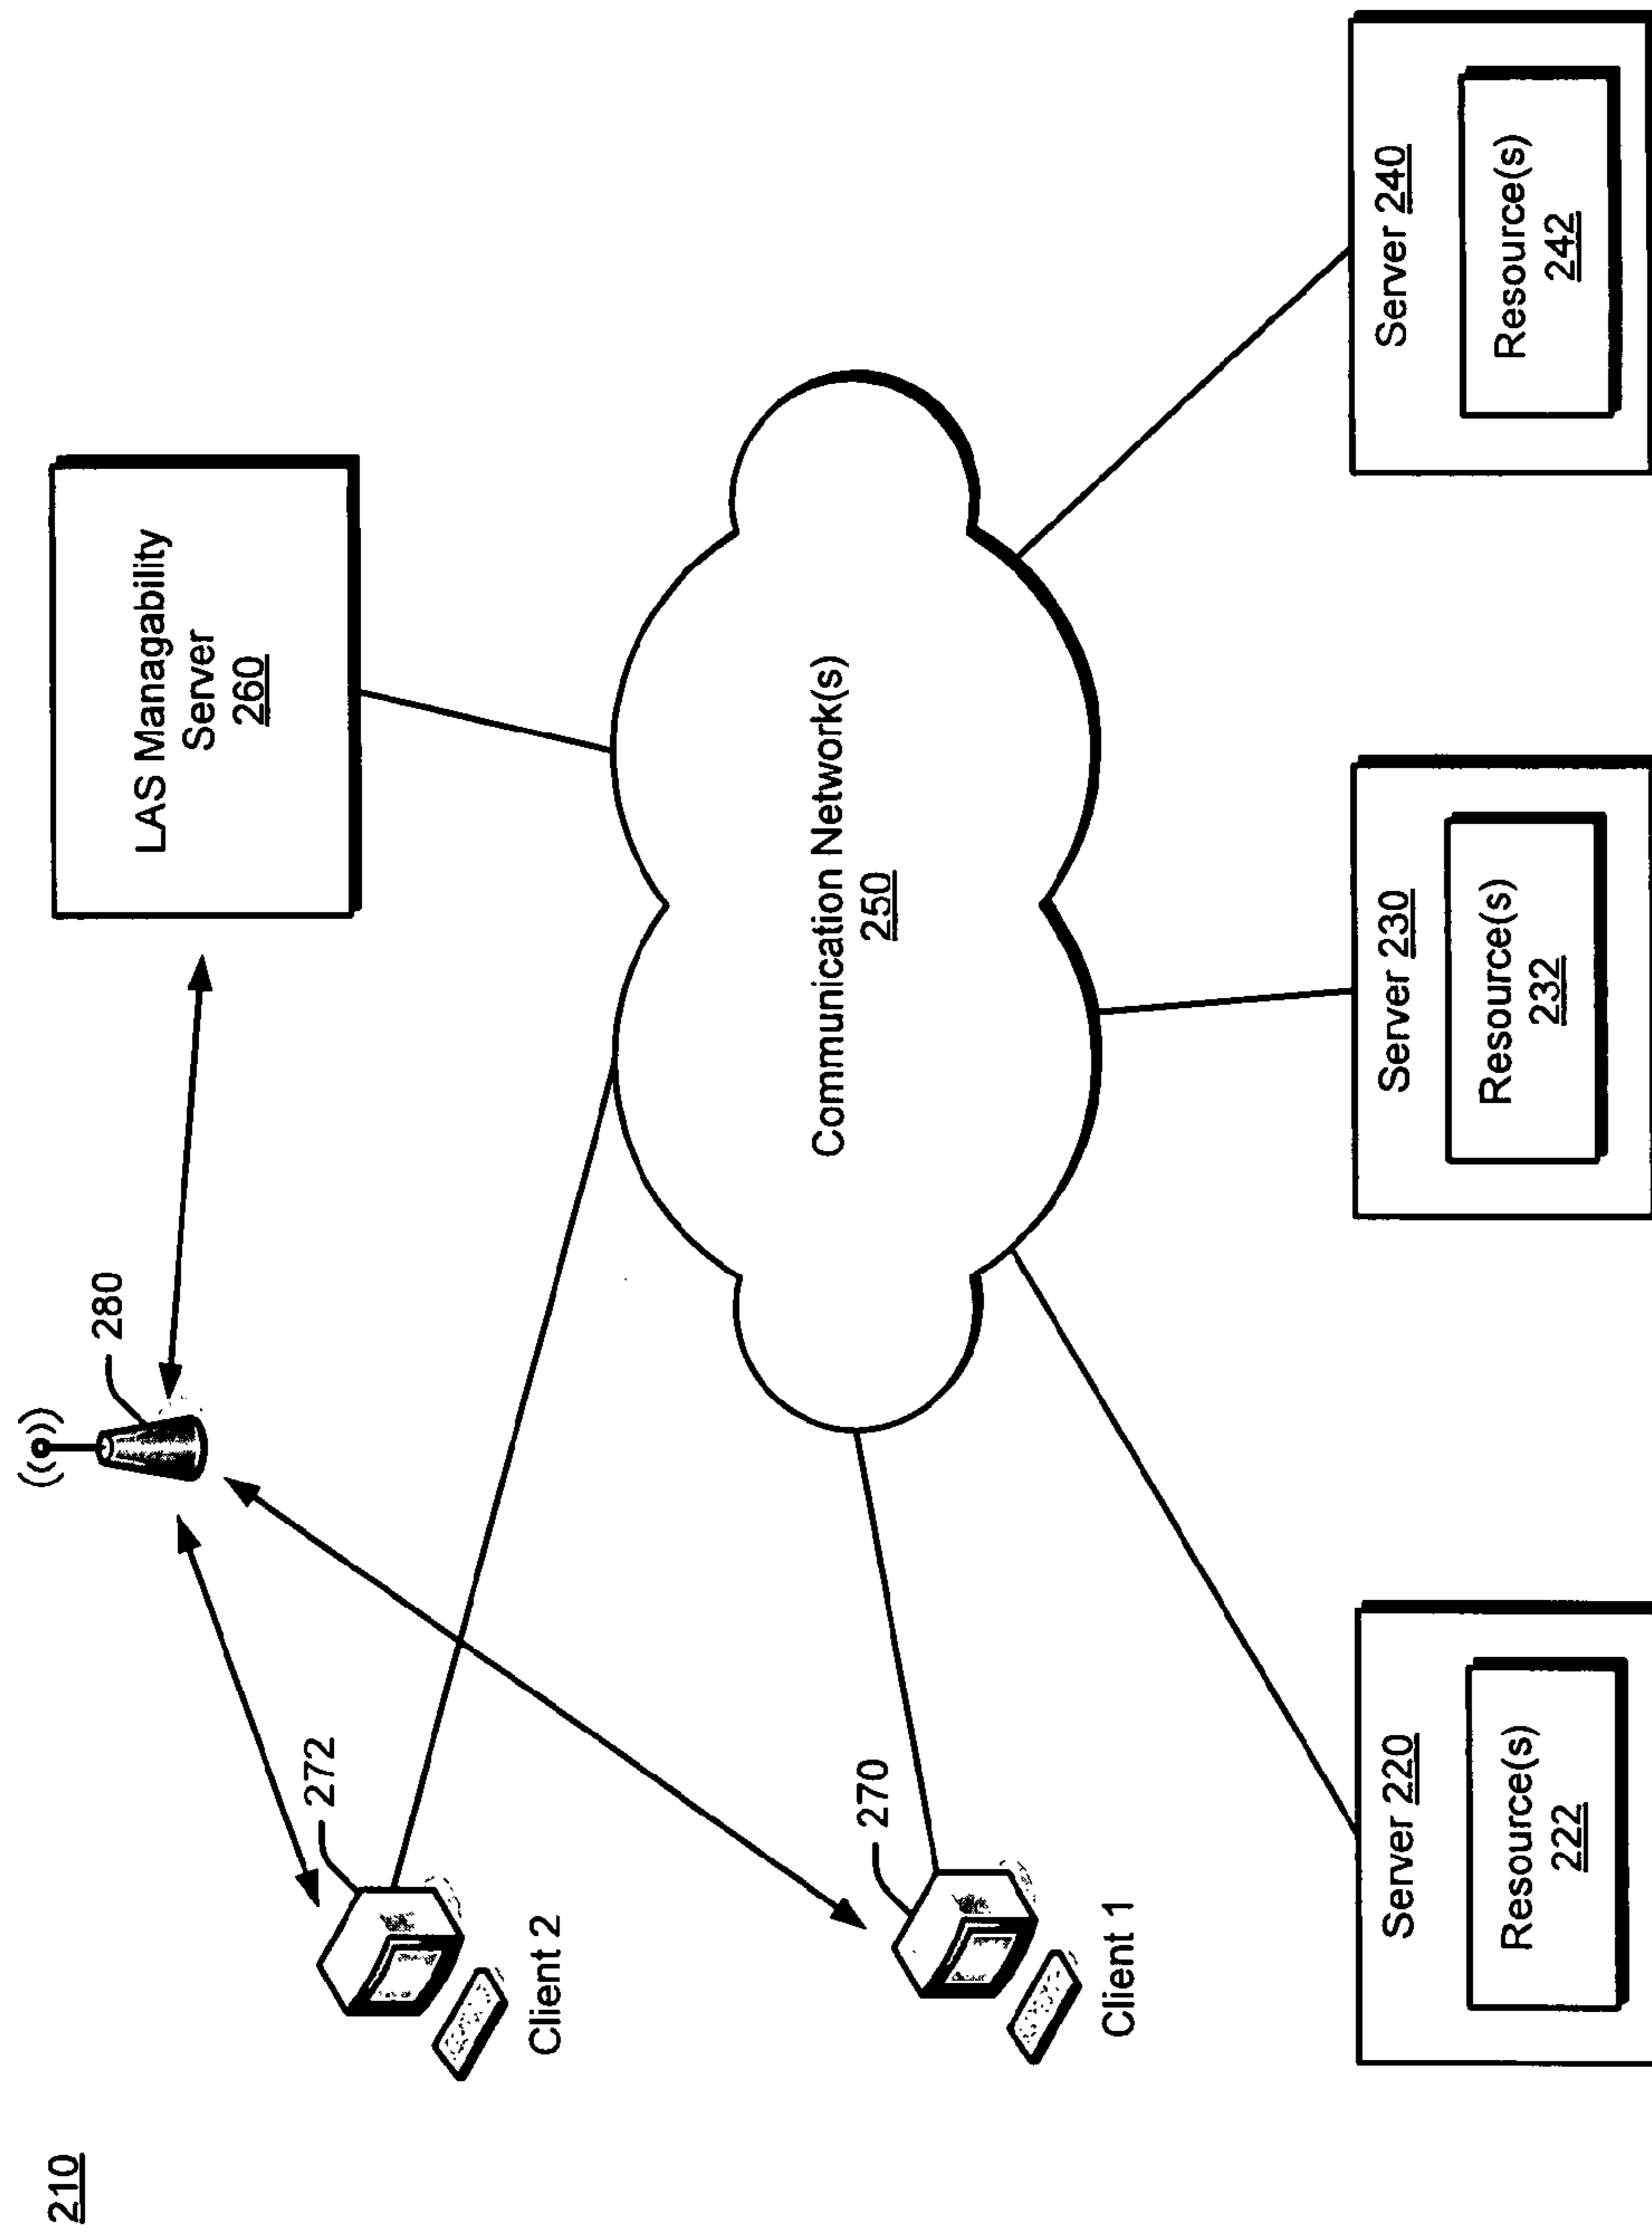 210
280
LAS Managability
Server
260
272
Client 2
Communication Network(s)
250
270
Client 1
Server 220
Resource(s)
222
Server 230
Resource(s)
232
Server 240
Resource(s)
242